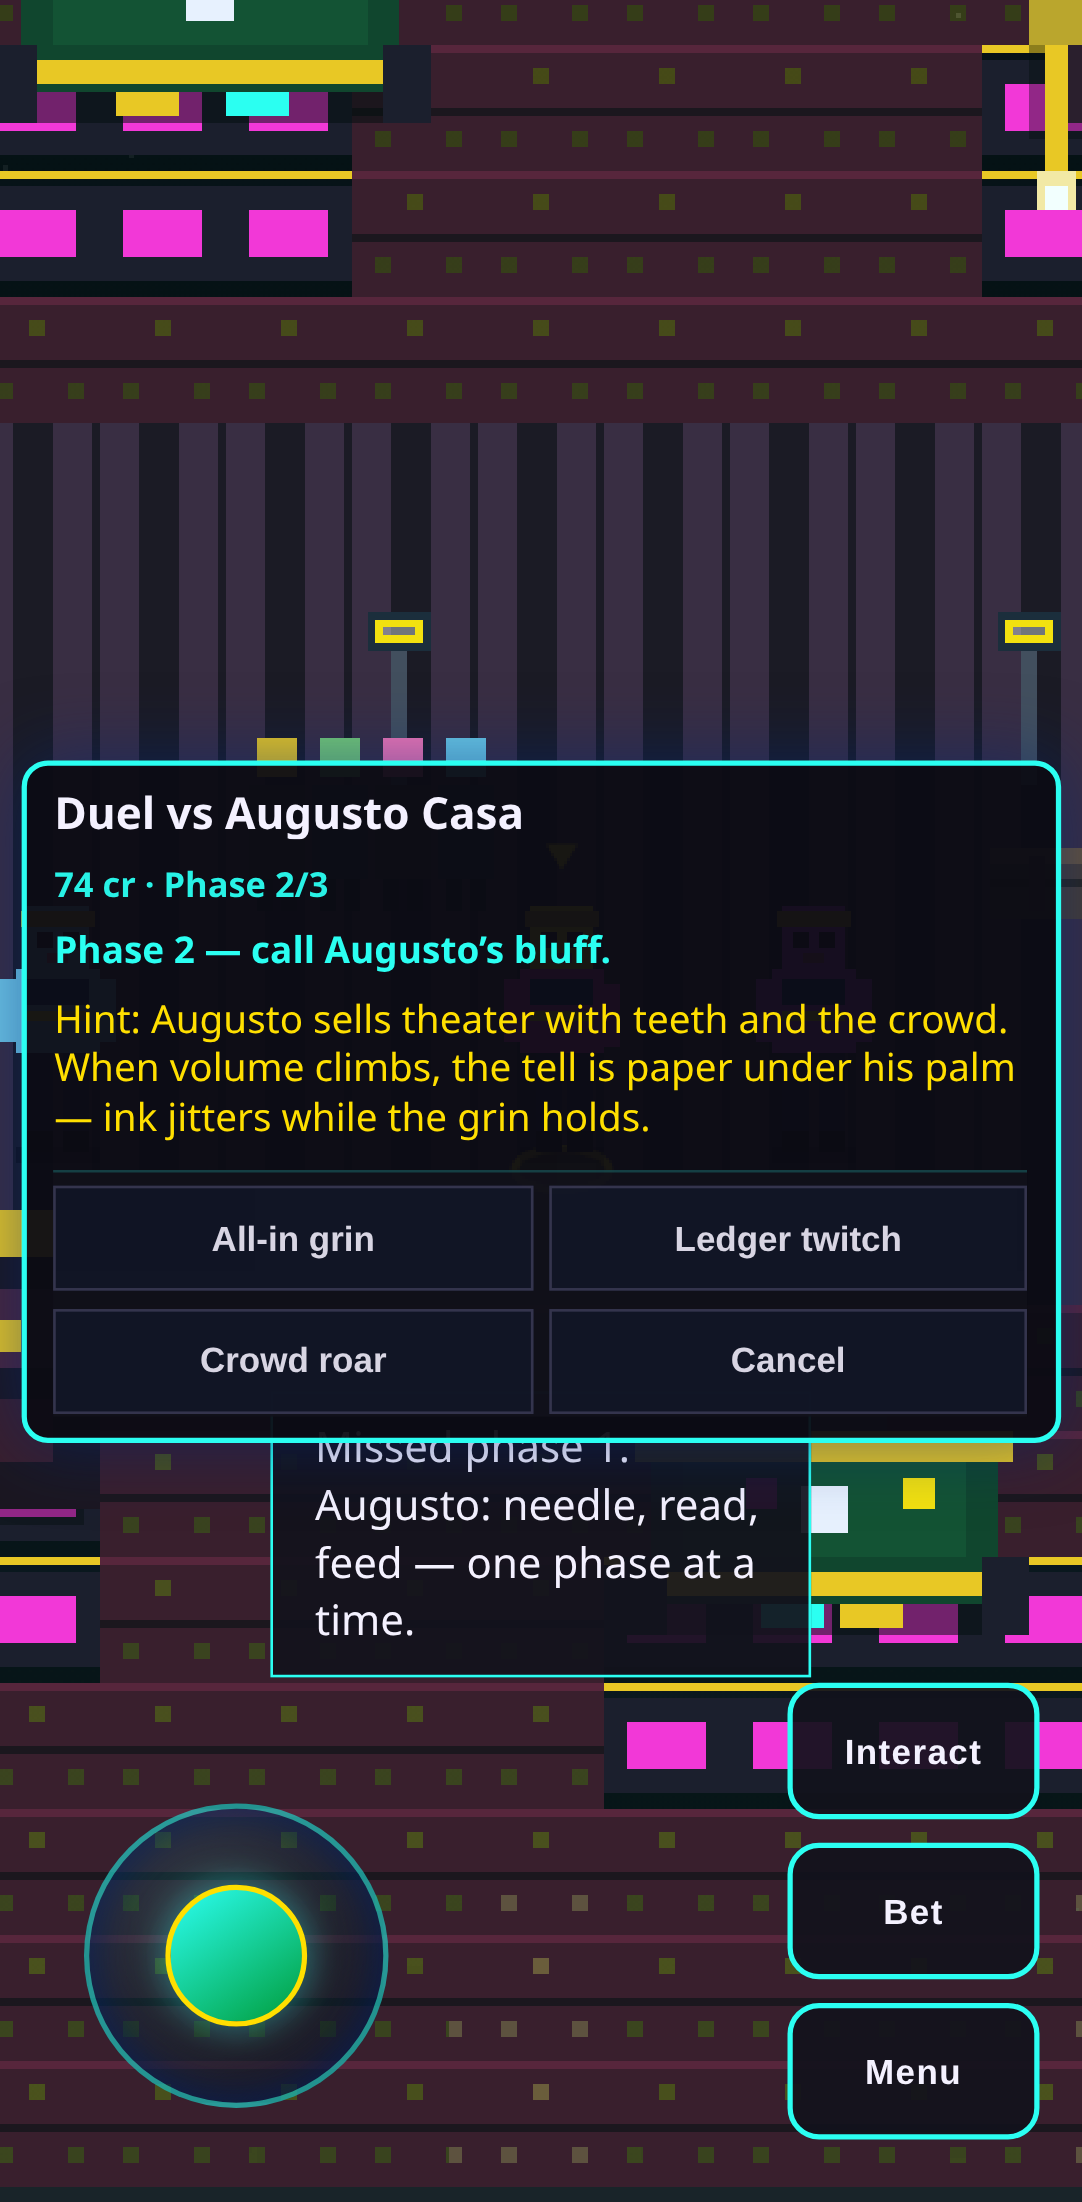 Duel vs Augusto Casa
74 cr · Phase 2/3
Phase 2 — call Augusto’s bluff.
Hint: Augusto sells theater with teeth and the crowd.
When volume climbs, the tell is paper under his palm
— ink jitters while the grin holds.
All-in grin
Ledger twitch
Crowd roar
Cancel
Missed phase 1.
Augusto: needle, read,
feed — one phase at a
time.
Interact
Bet
Menu